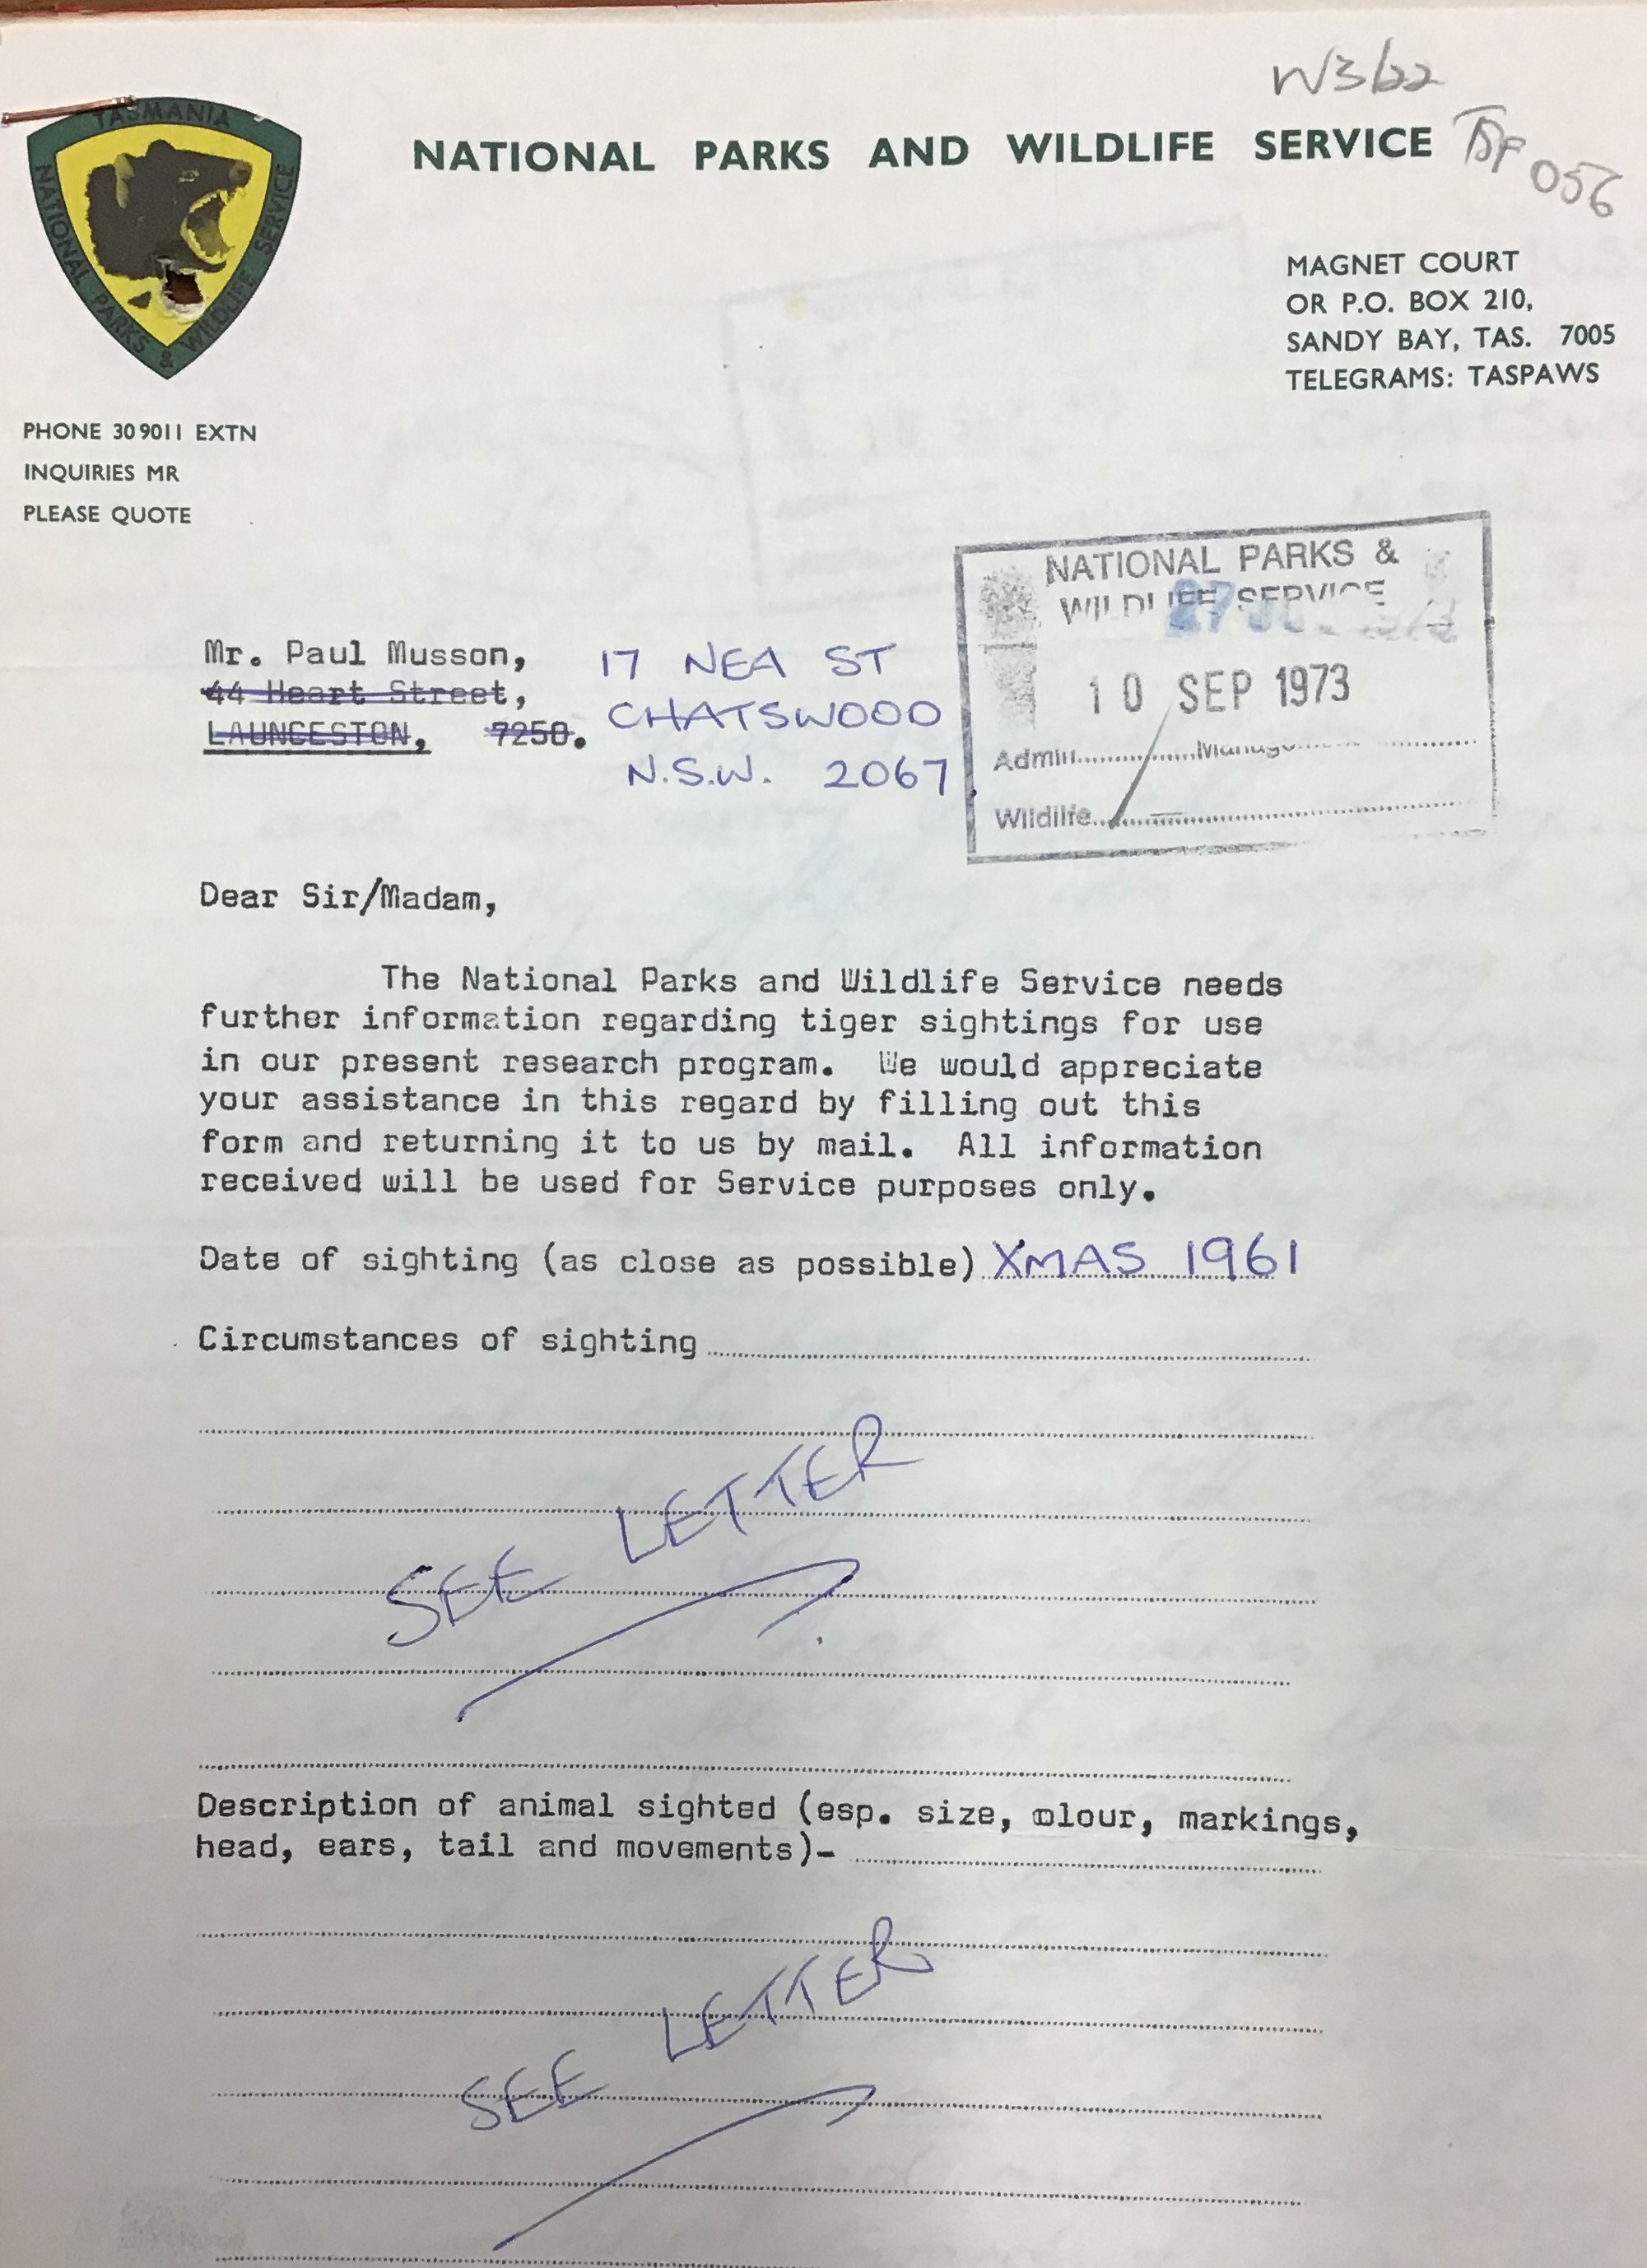 W3/22
NATIONAL PARKS AND WILDLIFE SERVICE
056
TASMANIA
NATIONAL PARKS & WILDLIFE SERVICE
MAGNET COURT
OR P.O. BOX 210,
SANDY BAY, TAS. 7005
TELEGRAMS: TASPAWS
PHONE 30 9011 EXTN
INQUIRIES MR
PLEASE QUOTE
NATIONAL PARKS &
WILDLIFE SERVICE
27
10 SEP 1973
Admin
Wildlife
Mr. Paul Musson,
44 Heart Street,
LAUNCESTON, 7250.
17 NEA ST
CHATSWOOD
N.S.W. 2067
Dear Sir/Madam,
The National Parks and Wildlife Service needs
further information regarding tiger sightings for use
in our present research program. We would appreciate
your assistance in this regard by filling out this
form and returning it to us by mail. All information
received will be used for Service purposes only.
Date of sighting (as close as possible) XMAS 1961
Circumstances of sighting
SEE LETTER
Description of animal sighted (esp. size, colour, markings,
head, ears, tail and movements)-
SEE LETTER